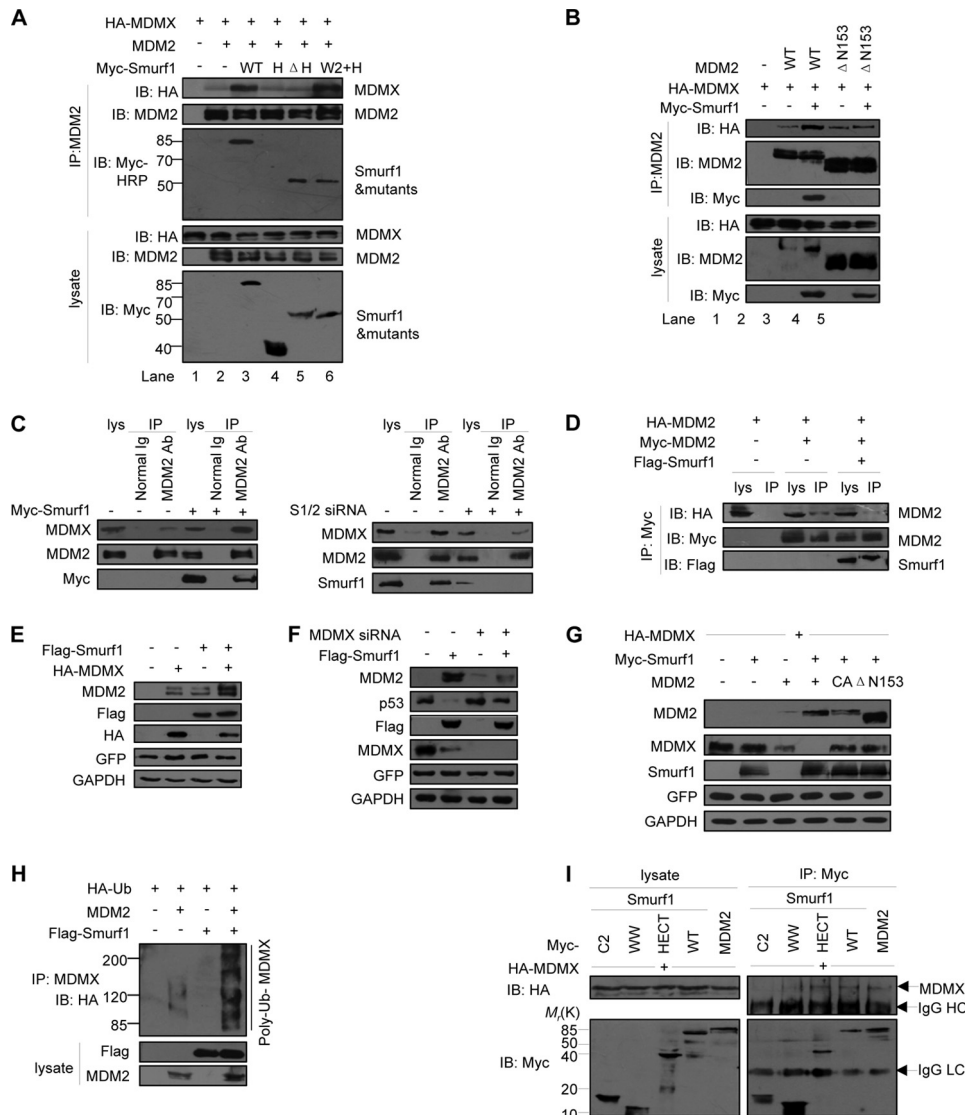 A
HA-MDMX + + + + + +
MDM2 - + + + + +
Myc-Smurf1 - - WT H Δ H W2+H
IP:MDM2
IB: HA MDMX
IB: MDM2 MDM2
IB: Myc-HRP 85 70 50 Smurf1 &mutants
lysate
IB: HA MDMX
IB: MDM2 MDM2
IB: Myc 85 70 50 40 Smurf1 &mutants
Lane 1 2 3 4 5 6
B
MDM2 - WT WT Δ N153 Δ N153
HA-MDMX + + + + +
Myc-Smurf1 - - + - +
IP:MDM2
IB: HA
IB: MDM2
IB: Myc
lysate
IB: HA
IB: MDM2
IB: Myc
Lane 1 2 3 4 5
C
lys IP lys IP
Normal Ig MDM2 Ab Normal Ig MDM2 Ab
Myc-Smurf1 - - - + + +
MDMX
MDM2
Myc
lys IP lys IP
Normal Ig MDM2 Ab Normal Ig MDM2 Ab
S1/2 siRNA - - - + + +
MDMX
MDM2
Smurf1
D
HA-MDM2 + + +
Myc-MDM2 - + +
Flag-Smurf1 - - +
lys IP lys IP lys IP
IP: Myc
IB: HA MDM2
IB: Myc MDM2
IB: Flag Smurf1
E
Flag-Smurf1 - - + +
HA-MDMX - + - +
MDM2
Flag
HA
GFP
GAPDH
F
MDMX siRNA - - + +
Flag-Smurf1 - + - +
MDM2
p53
Flag
MDMX
GFP
GAPDH
G
HA-MDMX +
Myc-Smurf1 - + - + + +
MDM2 - - + + CA Δ N153
MDM2
MDMX
Smurf1
GFP
GAPDH
H
HA-Ub + + + +
MDM2 - + - +
Flag-Smurf1 - - + +
IP: MDMX
IB: HA
200
120
85
Poly-Ub- MDMX
lysate
Flag
MDM2
I
lysate IP: Myc
Smurf1 Smurf1
Myc- C2 WW HECT WT MDM2 C2 WW HECT WT MDM2
HA-MDMX + +
IB: HA MDMX
IgG HC
Mr(K)
IB: Myc 85 50 40 20 10
IgG LC